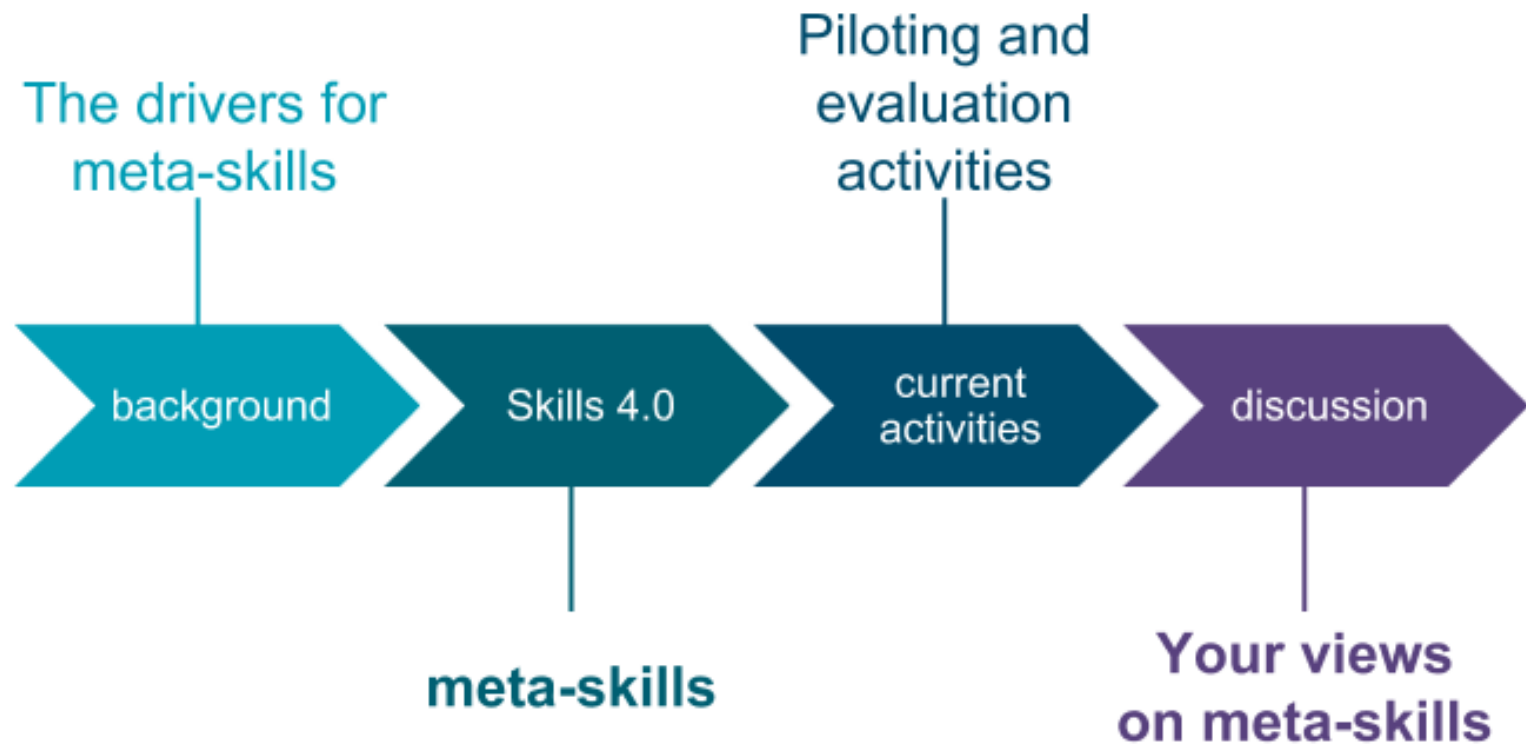 The drivers for
meta-skills
Piloting and
evaluation
activities
background
Skills 4.0
current
activities
discussion
meta-skills
Your views
on meta-skills